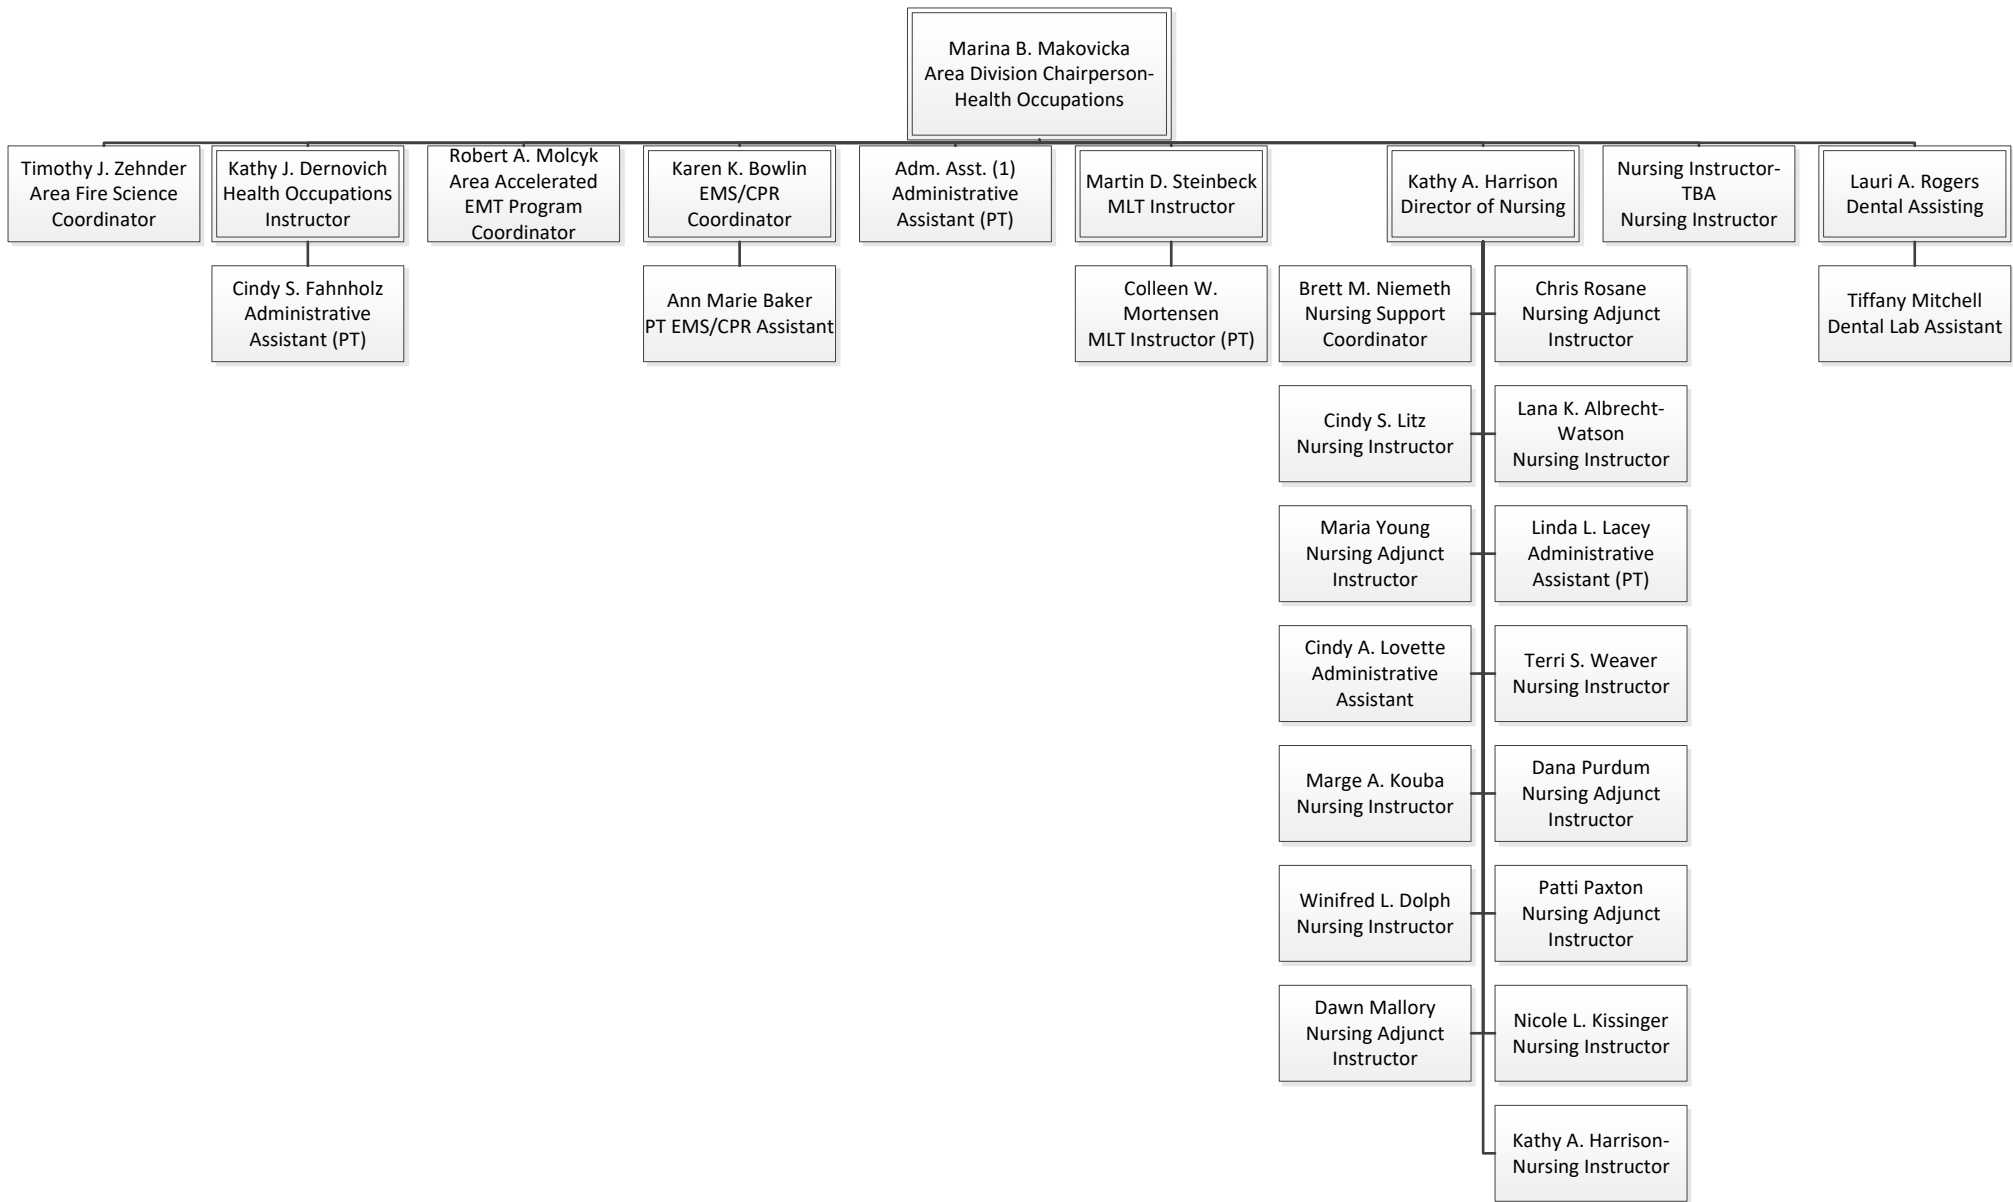 Marina B. Makovicka
Area Division Chairperson-
Health Occupations
Timothy J. Zehnder
Area Fire Science
Coordinator
Kathy J. Dernovich
Health Occupations
Instructor
Robert A. Molcyk
Area Accelerated
EMT Program
Coordinator
Karen K. Bowlin
EMS/CPR
Coordinator
Adm. Asst. (1)
Administrative
Assistant (PT)
Martin D. Steinbeck
MLT Instructor
Kathy A. Harrison
Director of Nursing
Nursing Instructor-
TBA
Nursing Instructor
Lauri A. Rogers
Dental Assisting
Cindy S. Fahnholz
Administrative
Assistant (PT)
Ann Marie Baker
PT EMS/CPR Assistant
Colleen W.
Mortensen
MLT Instructor (PT)
Brett M. Niemeth
Nursing Support
Coordinator
Chris Rosane
Nursing Adjunct
Instructor
Tiffany Mitchell
Dental Lab Assistant
Cindy S. Litz
Nursing Instructor
Lana K. Albrecht-
Watson
Nursing Instructor
Maria Young
Nursing Adjunct
Instructor
Linda L. Lacey
Administrative
Assistant (PT)
Cindy A. Lovette
Administrative
Assistant
Terri S. Weaver
Nursing Instructor
Marge A. Kouba
Nursing Instructor
Dana Purdum
Nursing Adjunct
Instructor
Winifred L. Dolph
Nursing Instructor
Patti Paxton
Nursing Adjunct
Instructor
Dawn Mallory
Nursing Adjunct
Instructor
Nicole L. Kissinger
Nursing Instructor
Kathy A. Harrison-
Nursing Instructor